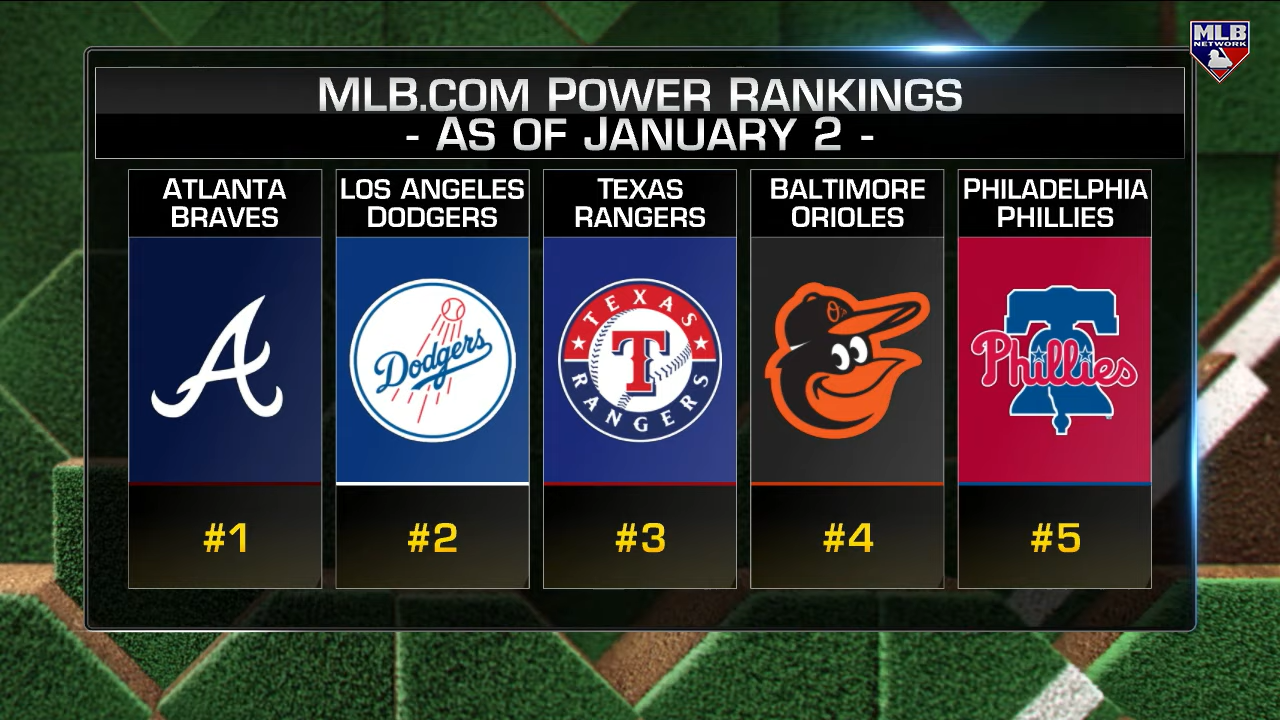 MLB
NETWORK
MLB.COM POWER RANKINGS
- AS OF JANUARY 2 -
ATLANTA
BRAVES
A
#1
LOS ANGELES
DODGERS
Dodgers
#2
TEXAS
RANGERS
TEXAS
T
RANGERS
#3
BALTIMORE
ORIOLES
#4
PHILADELPHIA
PHILLIES
Phillies
#5